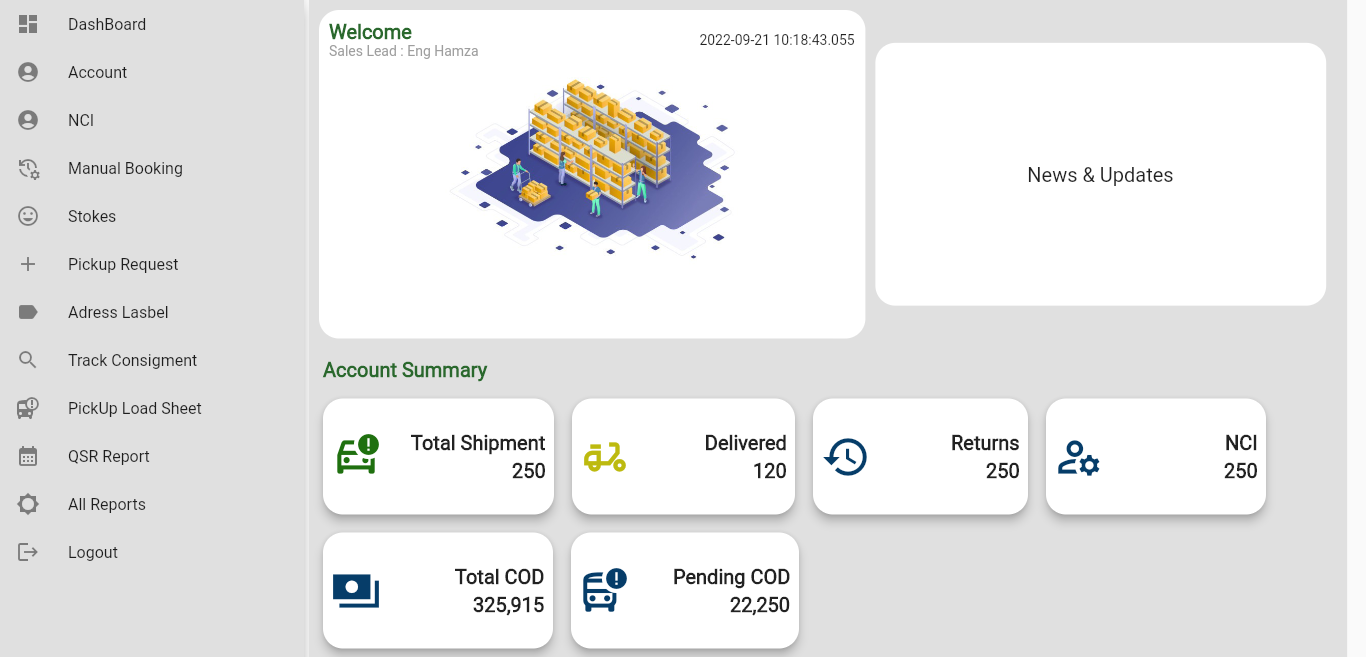 DashBoard
Account
NCI
Manual Booking
Stokes
Pickup Request
Adress Lasbel
Track Consigment
PickUp Load Sheet
QSR Report
All Reports
Logout
Welcome
Sales Lead : Eng Hamza
2022-09-21 10:18:43.055
News & Updates
Account Summary
Total Shipment
250
Delivered
120
Returns
250
NCI
250
Total COD
325,915
Pending COD
22,250